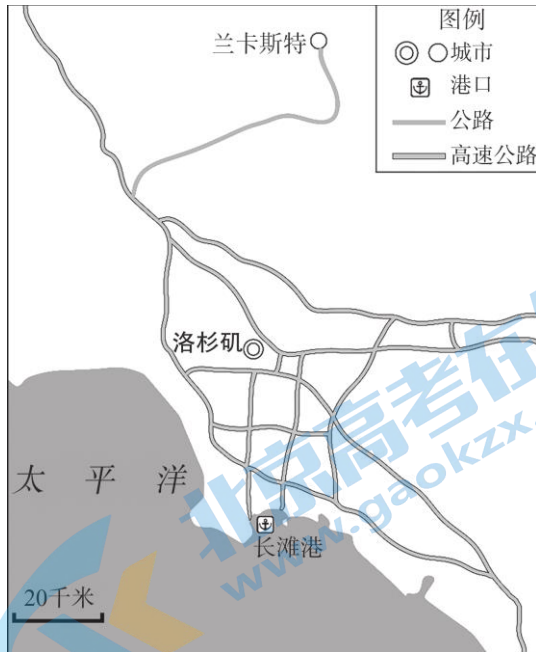 兰卡斯特
图例
城市
港口
公路
高速公路
洛杉矶
太平洋
长滩港
20千米
北京高考在
www.gaokzx.